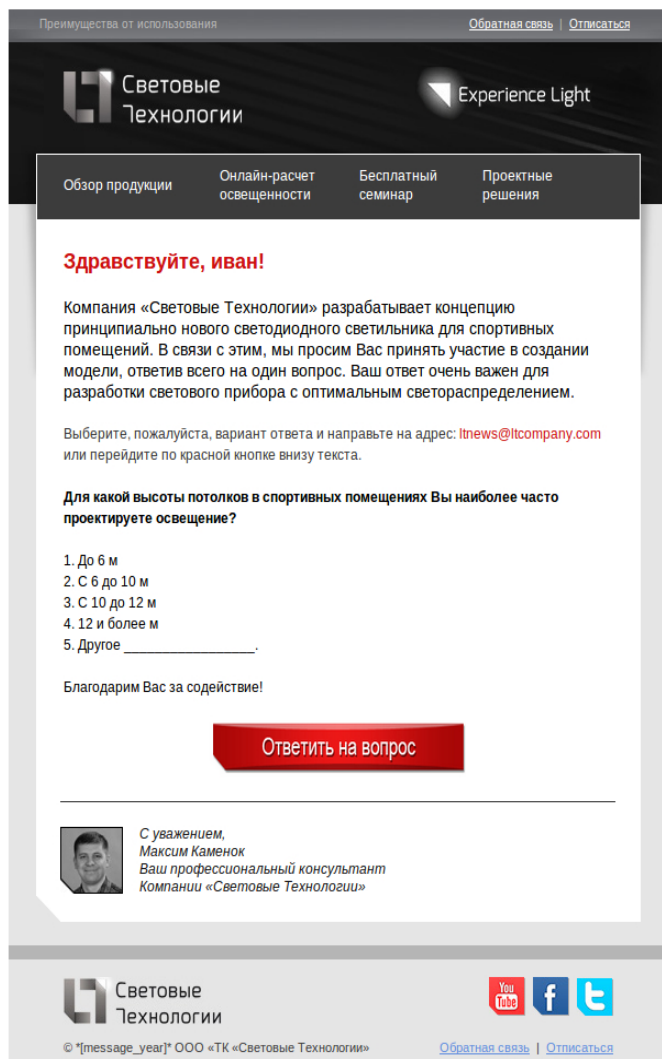 Преимущества от использования
Обратная связь | Отписаться
Световые
Технологии
Experience Light
Обзор продукции
Онлайн-расчет
освещенности
Бесплатный
семинар
Проектные
решения
Здравствуйте, иван!
Компания «Световые Технологии» разрабатывает концепцию
принципиально нового светодиодного светильника для спортивных
помещений. В связи с этим, мы просим Вас принять участие в создании
модели, ответив всего на один вопрос. Ваш ответ очень важен для
разработки светового прибора с оптимальным светораспределением.
Выберите, пожалуйста, вариант ответа и направьте на адрес: ltnews@ltcompany.com
или перейдите по красной кнопке внизу текста.
Для какой высоты потолков в спортивных помещениях Вы наиболее часто
проектируете освещение?
1. До 6 м
2. С 6 до 10 м
3. С 10 до 12 м
4. 12 и более м
5. Другое _________________.
Благодарим Вас за содействие!
Ответить на вопрос
С уважением,
Максим Каменок
Ваш профессиональный консультант
Компании «Световые Технологии»
Световые
Технологии
You
Tube
© *[message_year]* ООО «ТК «Световые Технологии»
Обратная связь | Отписаться